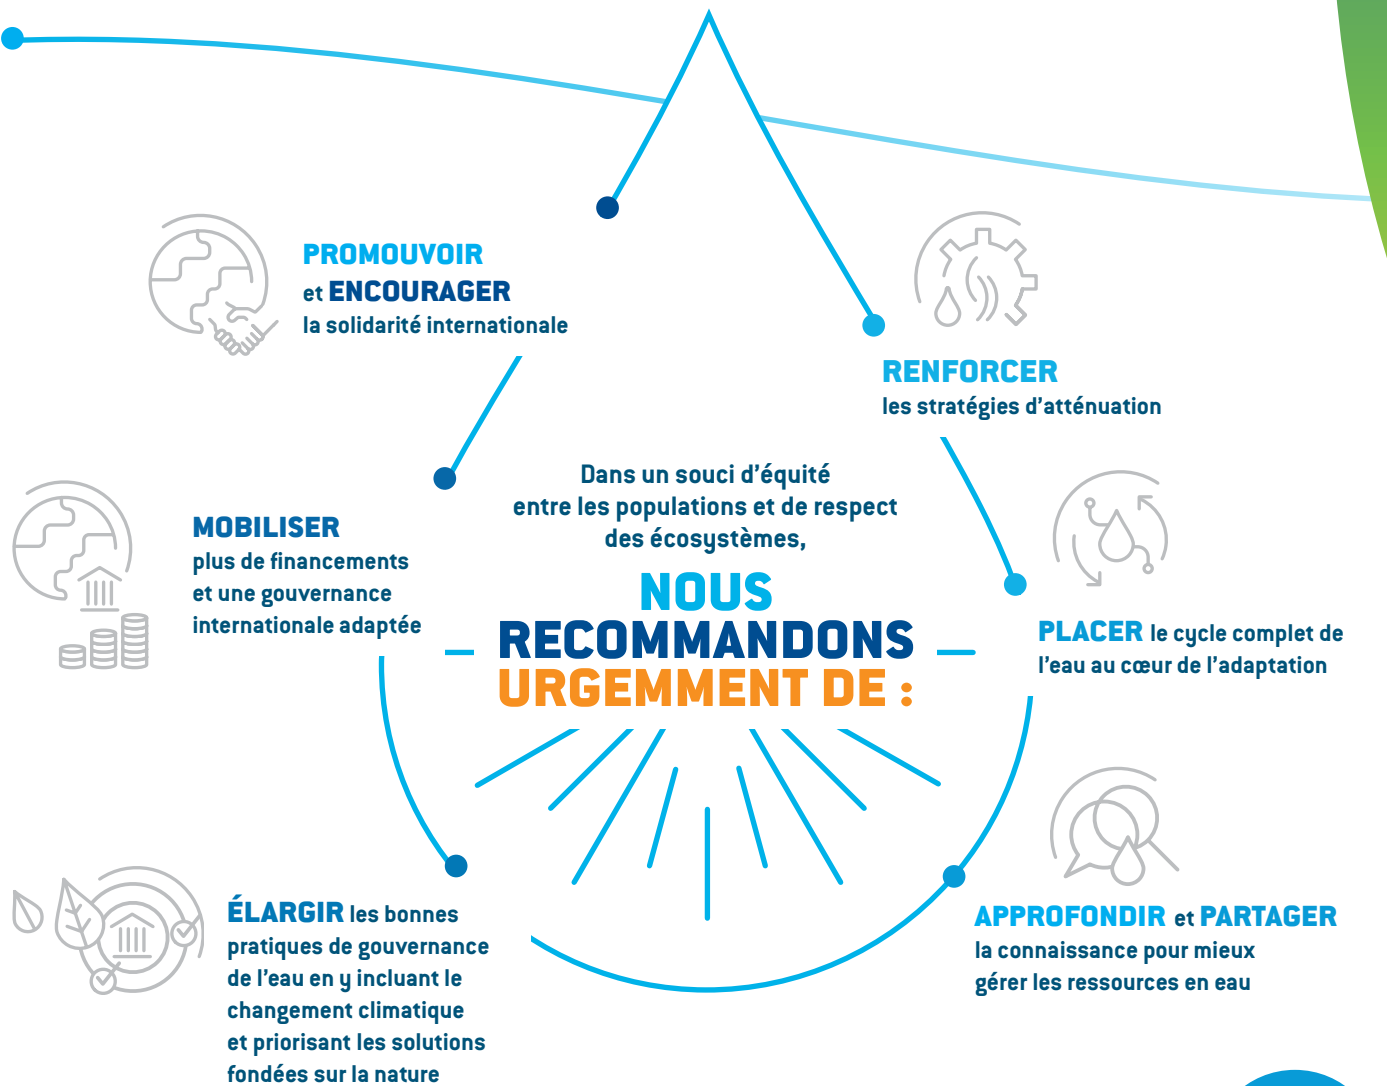 Dans un souci d’équité
entre les populations et de respect
des écosystèmes,
NOUS
RECOMMANDONS
URGEMMENT DE :
RENFORCER
les stratégies d’atténuation
PLACER le cycle complet de
l’eau au cœur de l’adaptation
APPROFONDIR et PARTAGER
la connaissance pour mieux
gérer les ressources en eau
ÉLARGIR les bonnes
pratiques de gouvernance
de l’eau en y incluant le
changement climatique
et priorisant les solutions
fondées sur la nature
MOBILISER
plus de financements
et une gouvernance
internationale adaptée
PROMOUVOIR
et ENCOURAGER
la solidarité internationale